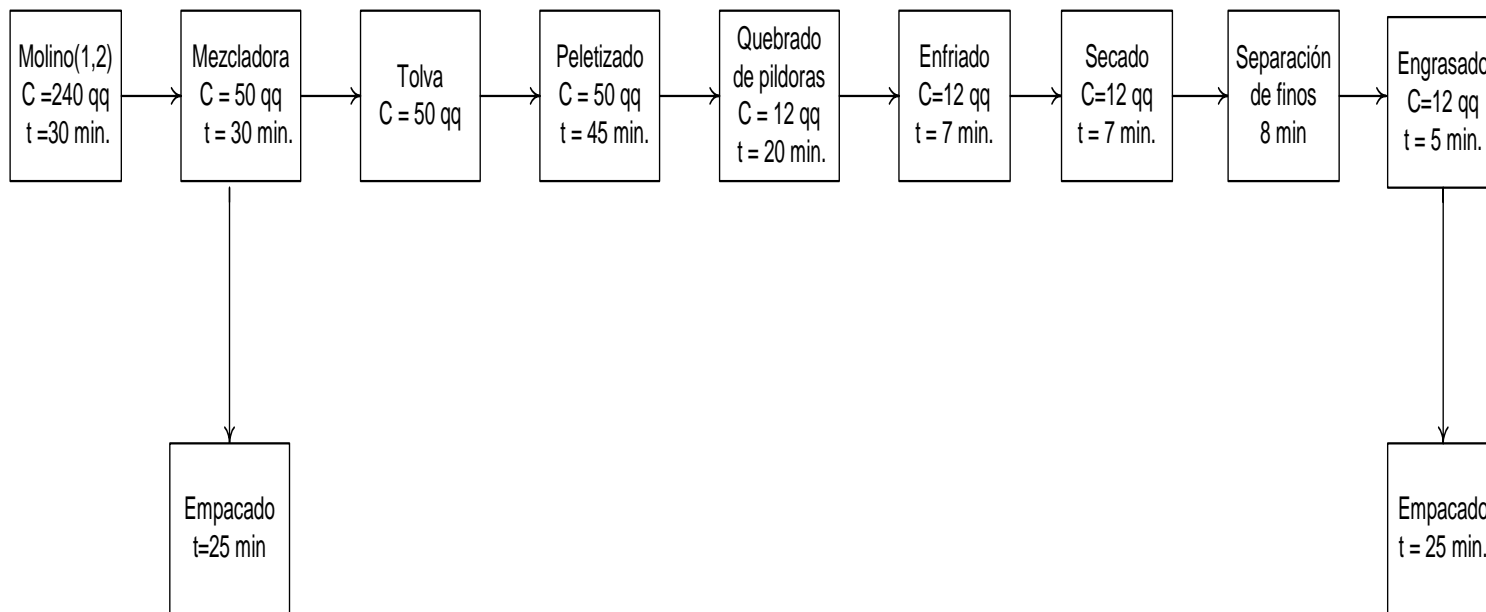 Molino(1,2)
C =240 qq
t =30 min.
Mezcladora
C = 50 qq
t = 30 min.
Tolva
C = 50 qq
Peletizado
C = 50 qq
t = 45 min.
Quebrado
de pildoras
C = 12 qq
t = 20 min.
Enfriado
C=12 qq
t = 7 min.
Secado
C=12 qq
t = 7 min.
Separación
de finos
8 min
Engrasado
C=12 qq
t = 5 min.
Empacado
t=25 min
Empacado
t = 25 min.